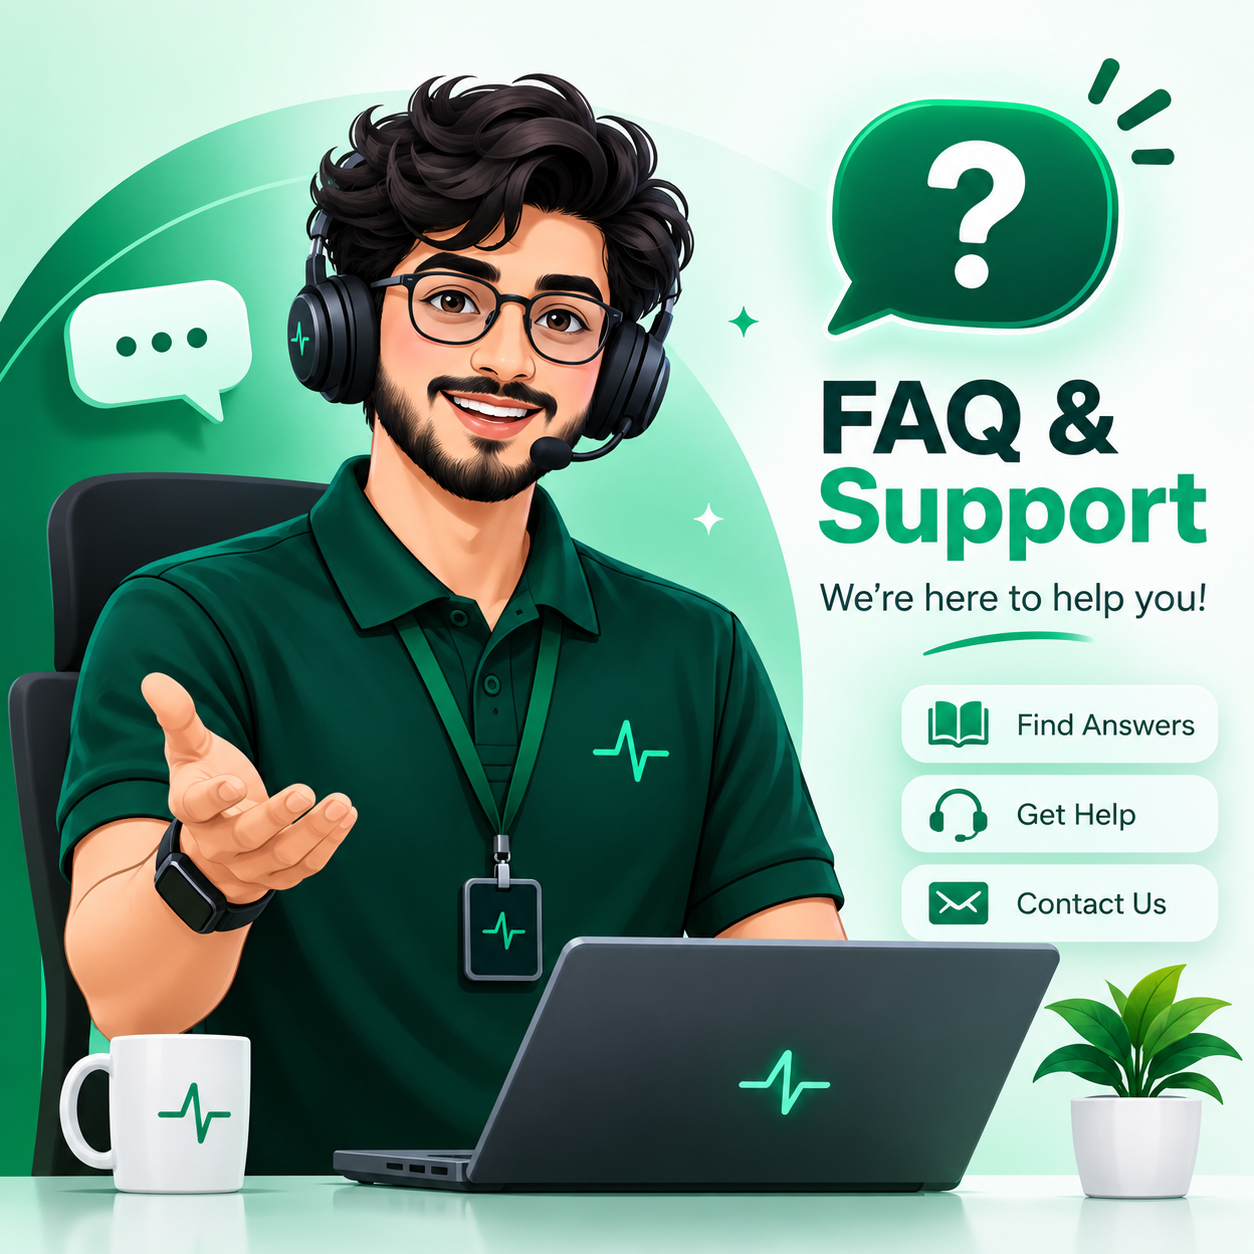 ?
FAQ &
Support
We're here to help you!
Find Answers
Get Help
Contact Us